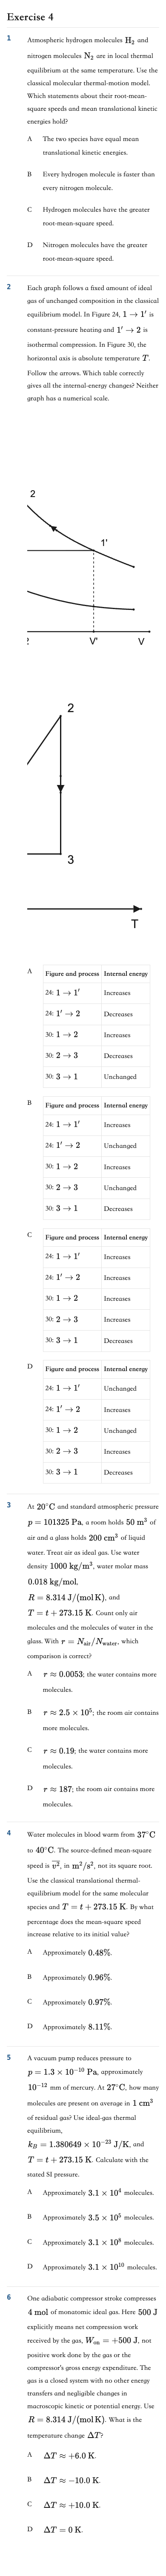 Exercise 4
1
Atmospheric hydrogen molecules H₂ and
nitrogen molecules N₂ are in local thermal
equilibrium at the same temperature. Use the
classical molecular thermal-motion model.
Which statements about their root-mean-
square speeds and mean translational kinetic
energies hold?
A The two species have equal mean
translational kinetic energies.
B Every hydrogen molecule is faster than
every nitrogen molecule.
C Hydrogen molecules have the greater
root-mean-square speed.
D Nitrogen molecules have the greater
root-mean-square speed.
2
Each graph follows a fixed amount of ideal
gas of unchanged composition in the classical
equilibrium model. In Figure 24, 1 → 1′ is
constant-pressure heating and 1′ → 2 is
isothermal compression. In Figure 30, the
horizontal axis is absolute temperature T.
Follow the arrows. Which table correctly
gives all the internal-energy changes? Neither
graph has a numerical scale.
2
1′
V' V
2
3
T
A Figure and process Internal energy
24: 1 → 1′ Increases
24: 1′ → 2 Decreases
30: 1 → 2 Increases
30: 2 → 3 Decreases
30: 3 → 1 Unchanged
B Figure and process Internal energy
24: 1 → 1′ Increases
24: 1′ → 2 Unchanged
30: 1 → 2 Increases
30: 2 → 3 Unchanged
30: 3 → 1 Decreases
C Figure and process Internal energy
24: 1 → 1′ Increases
24: 1′ → 2 Increases
30: 1 → 2 Increases
30: 2 → 3 Increases
30: 3 → 1 Decreases
D Figure and process Internal energy
24: 1 → 1′ Unchanged
24: 1′ → 2 Increases
30: 1 → 2 Unchanged
30: 2 → 3 Increases
30: 3 → 1 Decreases
3
At 20°C and standard atmospheric pressure
p = 101325 Pa, a room holds 50 m³ of
air and a glass holds 200 cm³ of liquid
water. Treat air as ideal gas. Use water
density 1000 kg/m³, water molar mass
0.018 kg/mol,
R = 8.314 J/(mol K), and
T = t + 273.15 K. Count only air
molecules and the molecules of water in the
glass. With r = N_air/N_water, which
comparison is correct?
A r ≈ 0.0053; the water contains more
molecules.
B r ≈ 2.5 × 10⁵; the room air contains
more molecules.
C r ≈ 0.19; the water contains more
molecules.
D r ≈ 187; the room air contains more
molecules.
4
Water molecules in blood warm from 37°C
to 40°C. The source-defined mean-square
speed is v̅², in m²/s², not its square root.
Use the classical translational thermal-
equilibrium model for the same molecular
species and T = t + 273.15 K. By what
percentage does the mean-square speed
increase relative to its initial value?
A Approximately 0.48%.
B Approximately 0.96%.
C Approximately 0.97%.
D Approximately 8.11%.
5
A vacuum pump reduces pressure to
p = 1.3 × 10⁻¹⁰ Pa, approximately
10⁻¹² mm of mercury. At 27°C, how many
molecules are present on average in 1 cm³
of residual gas? Use ideal-gas thermal
equilibrium,
k_B = 1.380649 × 10⁻²³ J/K, and
T = t + 273.15 K. Calculate with the
stated SI pressure.
A Approximately 3.1 × 10⁴ molecules.
B Approximately 3.5 × 10⁵ molecules.
C Approximately 3.1 × 10⁸ molecules.
D Approximately 3.1 × 10¹⁰ molecules.
6
One adiabatic compressor stroke compresses
4 mol of monatomic ideal gas. Here 500 J
explicitly means net compression work
received by the gas, W_on = +500 J, not
positive work done by the gas or the
compressor's gross energy expenditure. The
gas is a closed system with no other energy
transfers and negligible changes in
macroscopic kinetic or potential energy. Use
R = 8.314 J/(mol K). What is the
temperature change ΔT?
A ΔT ≈ +6.0 K.
B ΔT ≈ −10.0 K.
C ΔT ≈ +10.0 K.
D ΔT = 0 K.